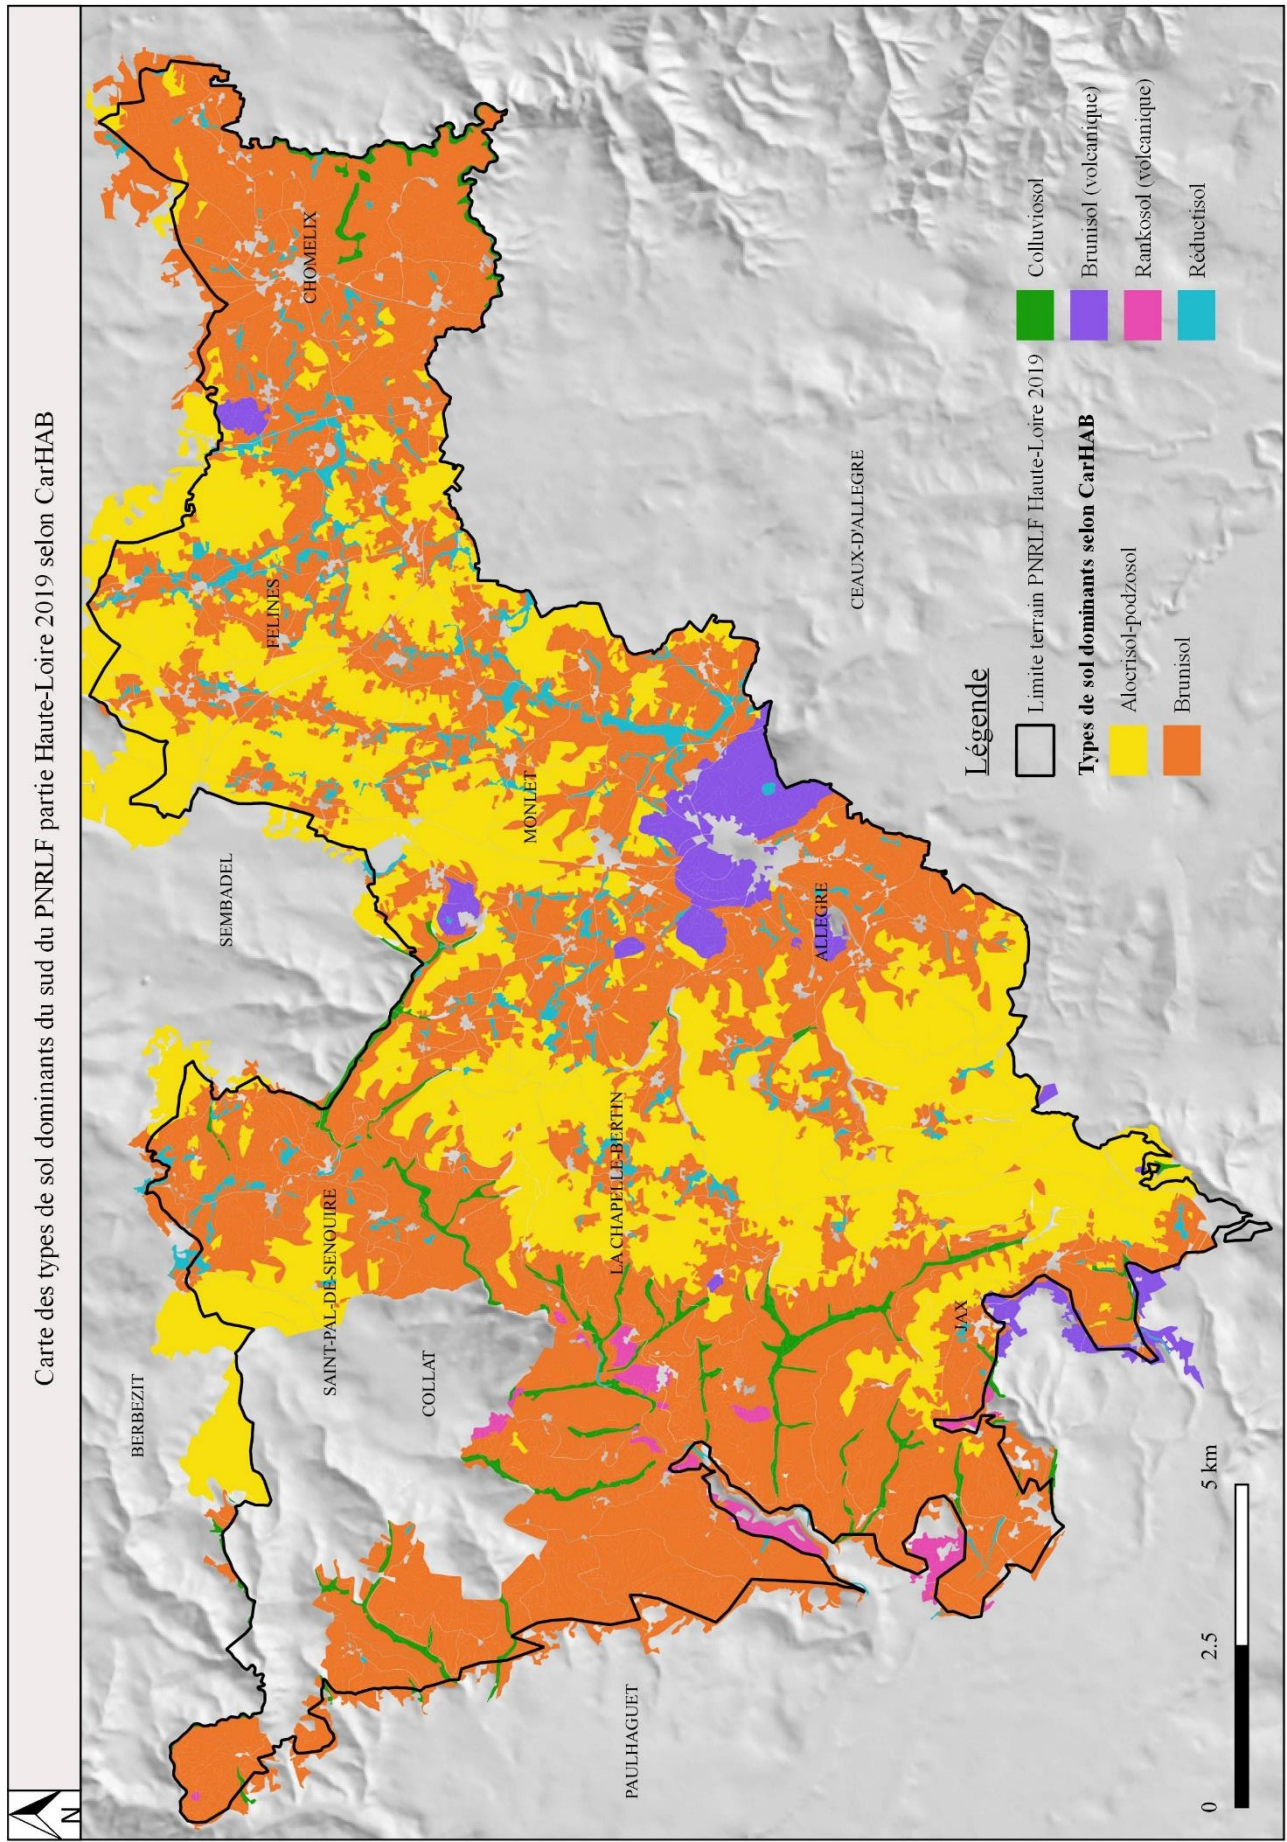 Carte des types de sol dominants du sud du PNRLF partie Haute-Loire 2019 selon CarHAB
N
BERBEZIT
SEMBADEL
FELINES
CHOMELIX
SAINT-PAL-DE-SENOUIRE
COLLAT
MONLET
LA CHAPELLE-BERTIN
PAULHAGUET
ALLEGRE
CEAUX-D'ALLEGRE
JAX
Légende
Limite terrain PNRLF Haute-Loire 2019
Types de sol dominants selon CarHAB
Alocrisol-podzosol
Brunisol
Colluviosol
Brunisol (volcanique)
Rankosol (volcanique)
Réductisol
0 2.5 5 km